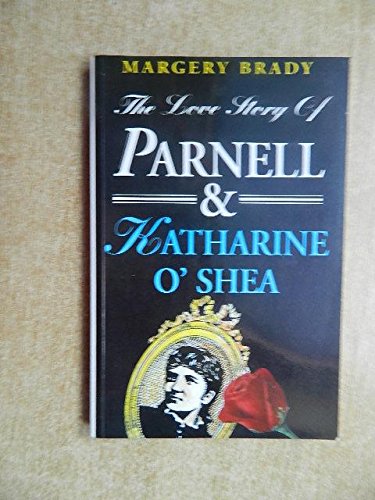 MARGERY BRADY
The Love Story Of
PARNELL
&
KATHARINE
O' SHEA